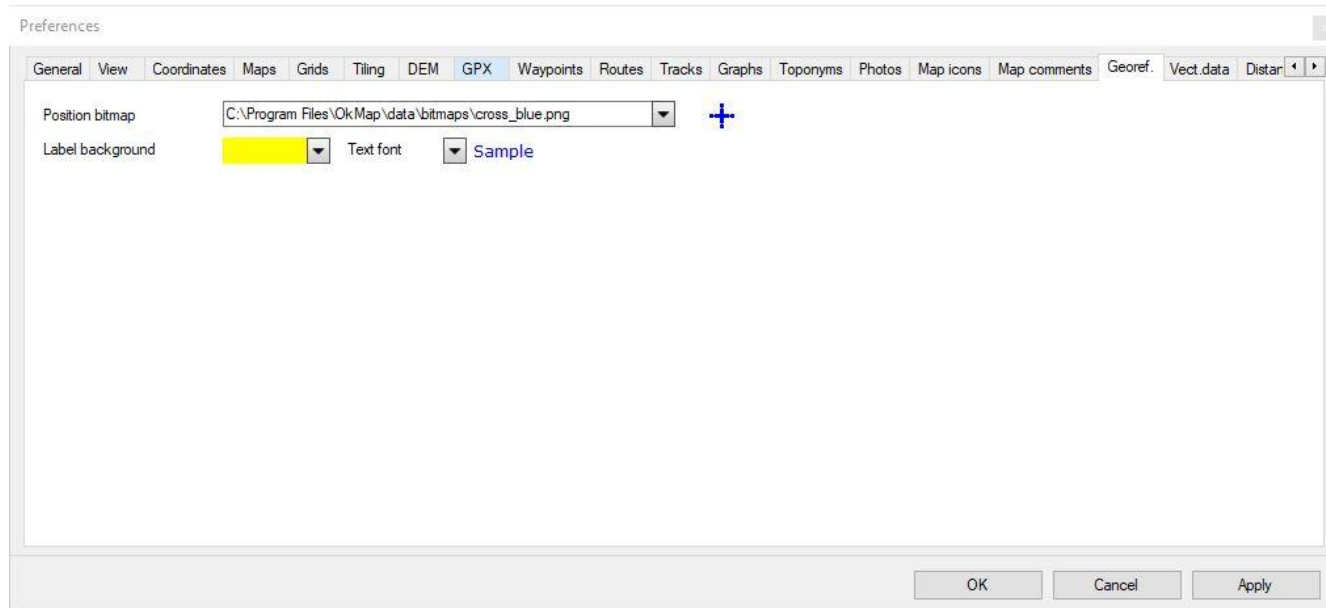 Preferences
General View Coordinates Maps Grids Tiling DEM GPX Waypoints Routes Tracks Graphs Toponyms Photos Map icons Map comments Georef. Vect.data Distan
Position bitmap C:\Program Files\OkMap\data\bitmaps\cross_blue.png
Label background Text font Sample
OK Cancel Apply